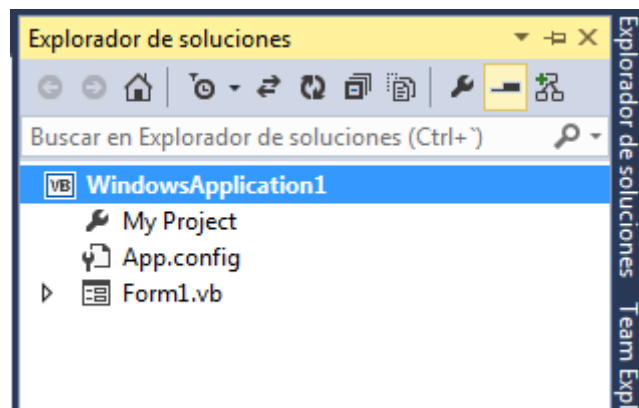 Explorador de soluciones
Buscar en Explorador de soluciones (Ctrl+`)
VB WindowsApplication1
My Project
App.config
Form1.vb
Explorador de soluciones
Team Expl